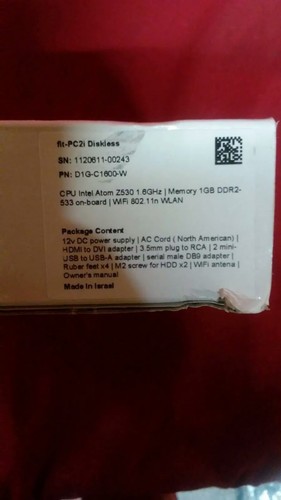 fit-PC2i Diskless
SN: 1120611-00243
PN: D1G-C1600-W
CPU Intel Atom Z530 1.6GHz | Memory 1GB DDR2-
533 on-board | WiFi 802.11n WLAN
Package Content
12v DC power supply | AC Cord ( North American) |
HDMI to DVI adapter | 3.5mm plug to RCA | 2 mini-
USB to USB-A adapter | serial male DB9 adapter |
Ruber feet x4 | M2 screw for HDD x2 | WiFi antena |
Owner's manual
Made in Israel